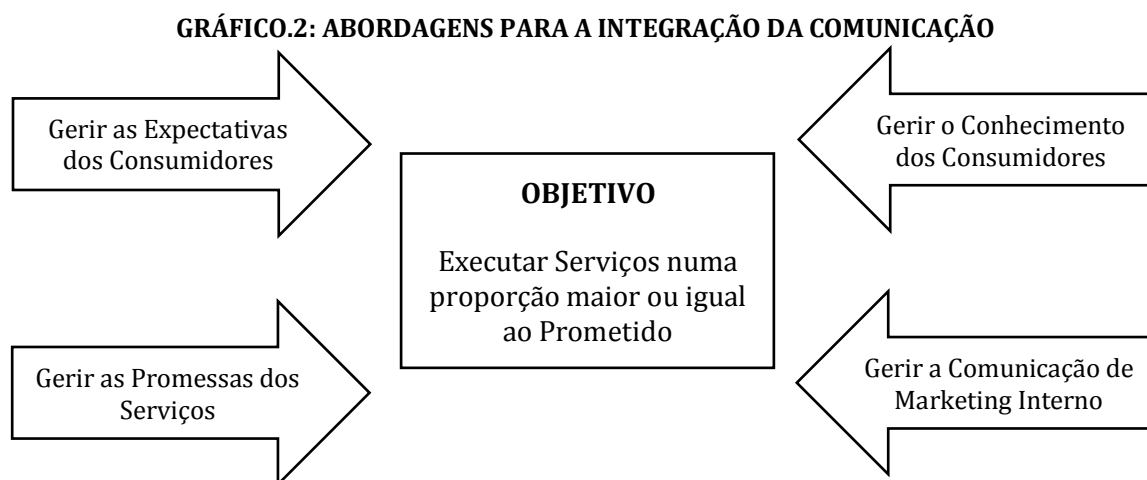 GRÁFICO.2: ABORDAGENS PARA A INTEGRAÇÃO DA COMUNICAÇÃO
Gerir as Expectativas
dos Consumidores
Gerir o Conhecimento
dos Consumidores
OBJETIVO
Executar Serviços numa
proporção maior ou igual
ao Prometido
Gerir as Promessas dos
Serviços
Gerir a Comunicação de
Marketing Interno